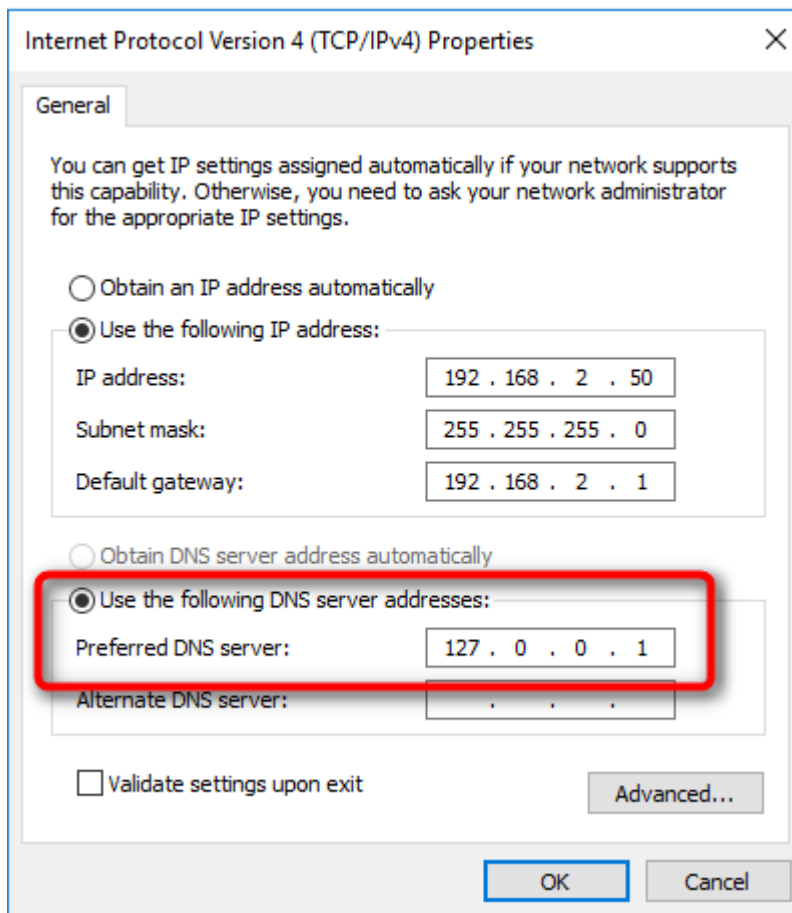 Internet Protocol Version 4 (TCP/IPv4) Properties
General
You can get IP settings assigned automatically if your network supports
this capability. Otherwise, you need to ask your network administrator
for the appropriate IP settings.
Obtain an IP address automatically
Use the following IP address:
IP address: 192 . 168 . 2 . 50
Subnet mask: 255 . 255 . 255 . 0
Default gateway: 192 . 168 . 2 . 1
Obtain DNS server address automatically
Use the following DNS server addresses:
Preferred DNS server: 127 . 0 . 0 . 1
Alternate DNS server: . . .
Validate settings upon exit
Advanced...
OK Cancel